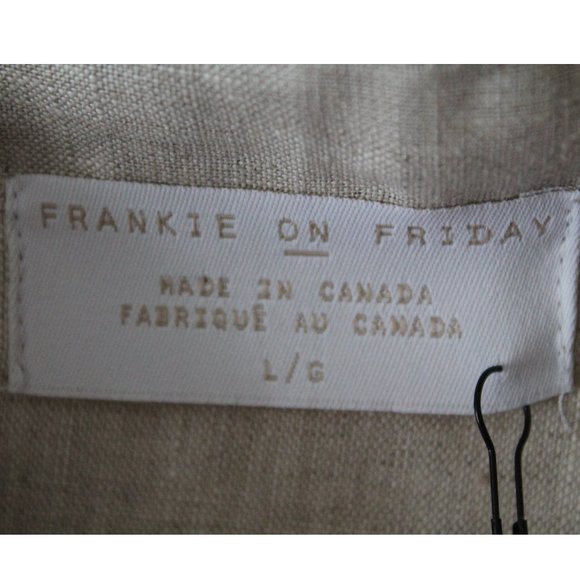 FRANKIE ON FRIDAY
MADE IN CANADA
FABRIQUÉ AU CANADA
L/G